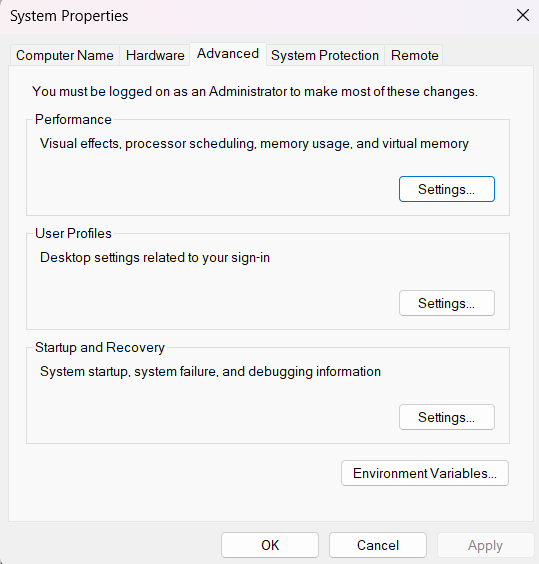 System Properties
Computer Name Hardware Advanced System Protection Remote
You must be logged on as an Administrator to make most of these changes.
Performance
Visual effects, processor scheduling, memory usage, and virtual memory
Settings...
User Profiles
Desktop settings related to your sign-in
Settings...
Startup and Recovery
System startup, system failure, and debugging information
Settings...
Environment Variables...
OK Cancel Apply